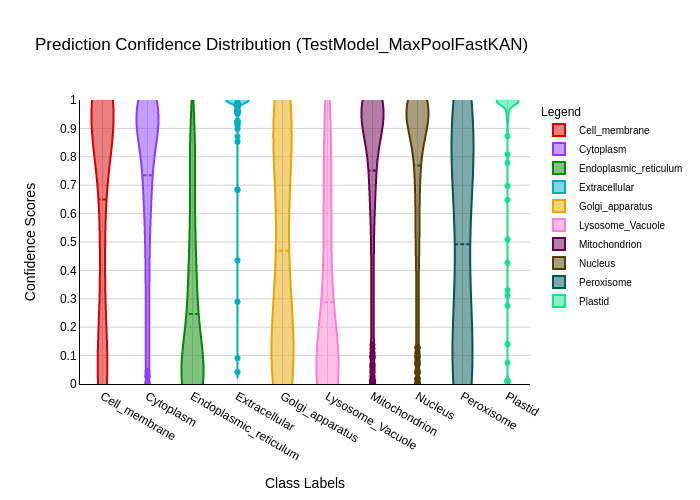 Prediction Confidence Distribution (TestModel_MaxPoolFastKAN)
Confidence Scores
1
0.9
0.8
0.7
0.6
0.5
0.4
0.3
0.2
0.1
0
Cell_membrane
Cytoplasm
Endoplasmic_reticulum
Extracellular
Golgi_apparatus
Lysosome_Vacuole
Mitochondrion
Nucleus
Peroxisome
Plastid
Class Labels
Legend
Cell_membrane
Cytoplasm
Endoplasmic_reticulum
Extracellular
Golgi_apparatus
Lysosome_Vacuole
Mitochondrion
Nucleus
Peroxisome
Plastid